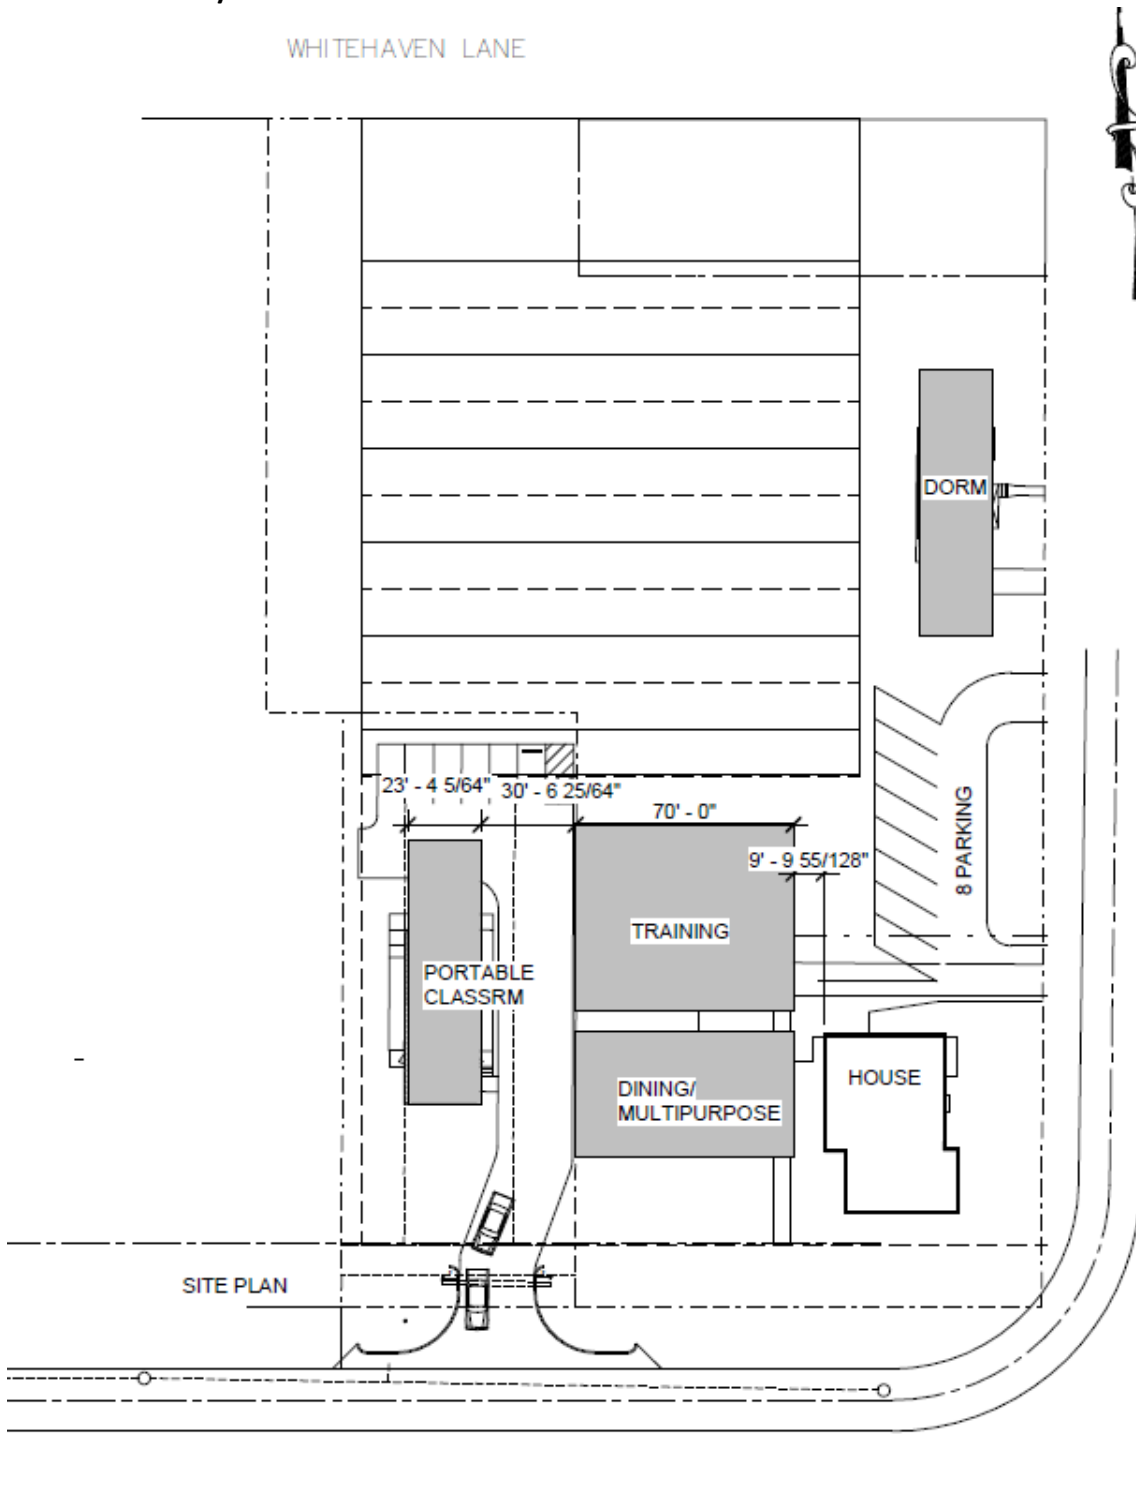 WHITEHAVEN LANE
DORM
23' - 4 5/64"
30' - 6 25/64"
70' - 0"
9' - 9 55/128"
8 PARKING
TRAINING
PORTABLE
CLASSRM
HOUSE
DINING/
MULTIPURPOSE
SITE PLAN